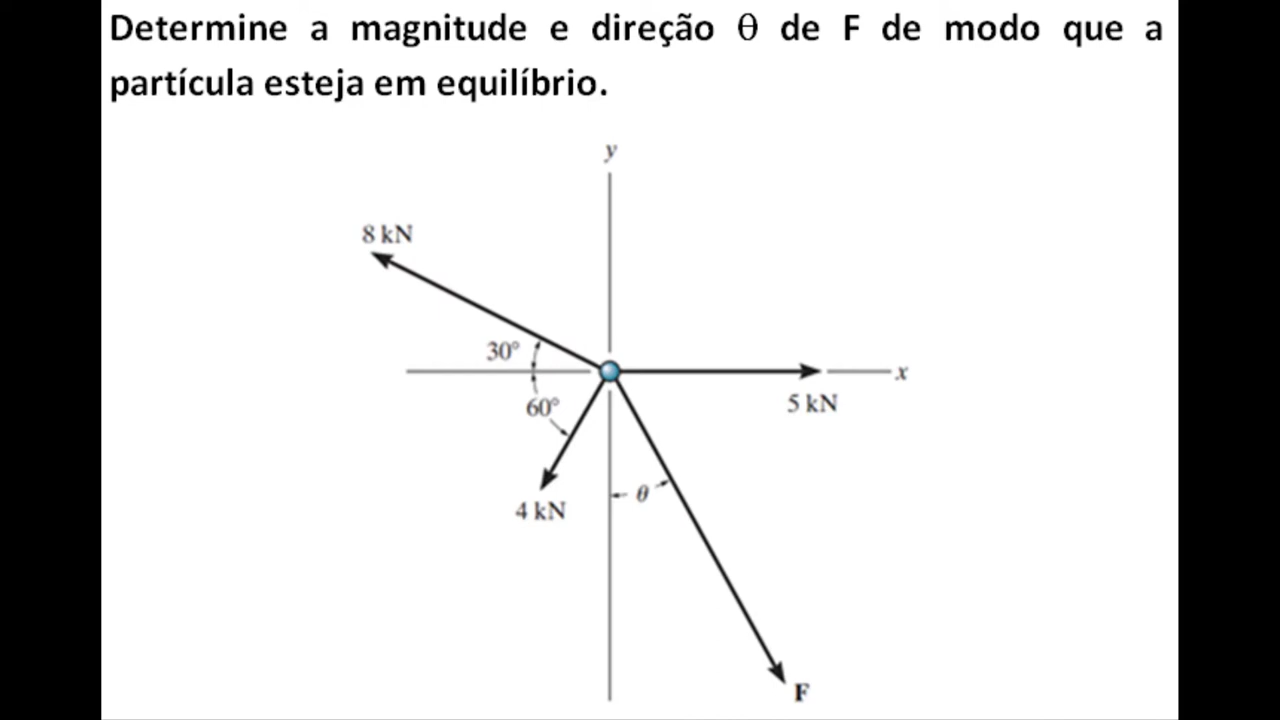 Determine a magnitude e direção θ de F de modo que a
partícula esteja em equilíbrio.
y
8 kN
30°
x
60°
5 kN
θ
4 kN
F